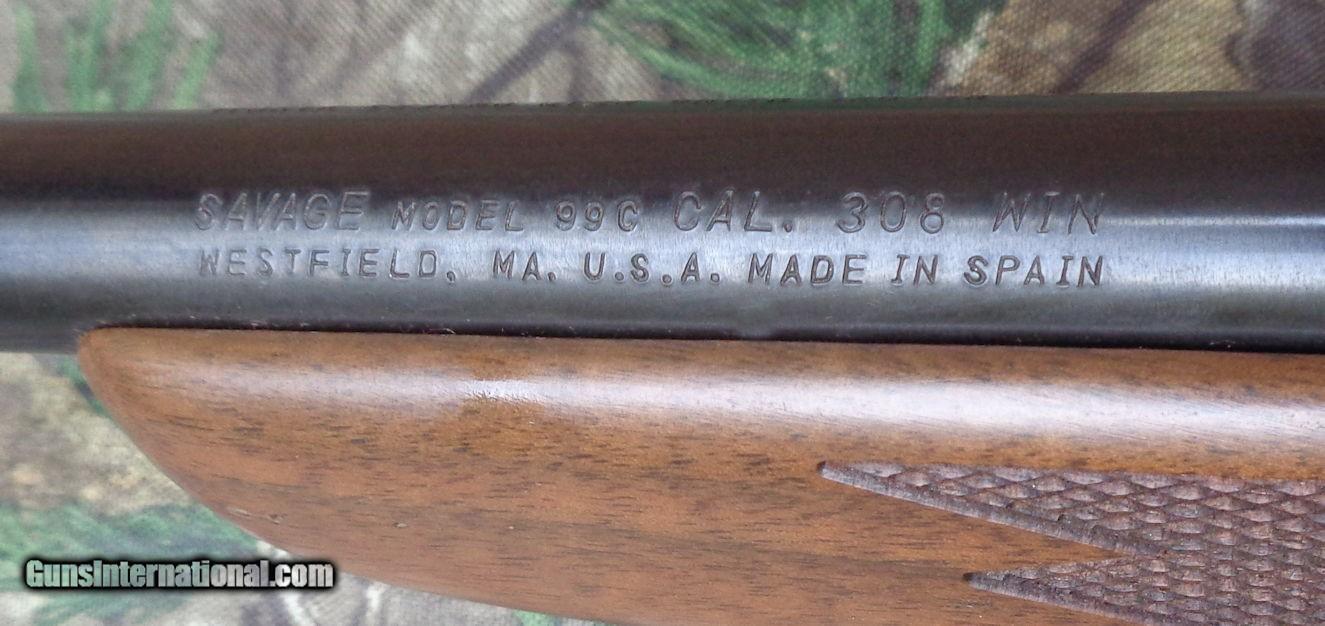 SAVAGE MODEL 99C CAL. 308 WIN
WESTFIELD, MA. U.S.A. MADE IN SPAIN
GunsInternational.com